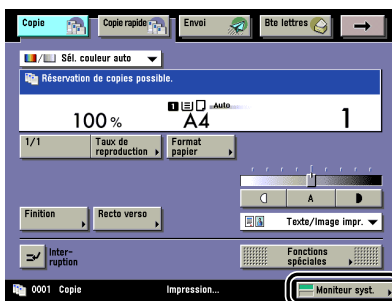 Copie Copie rapide Envoi Bte lettres
Sél. couleur auto
Réservation de copies possible.
1 Auto
100 % A4 1
1/1 Taux de reproduction Format papier
A
Finition Recto verso Texte/Image impr.
Inter-
ruption
Fonctions
spéciales
0001 Copie Impression... Moniteur syst.